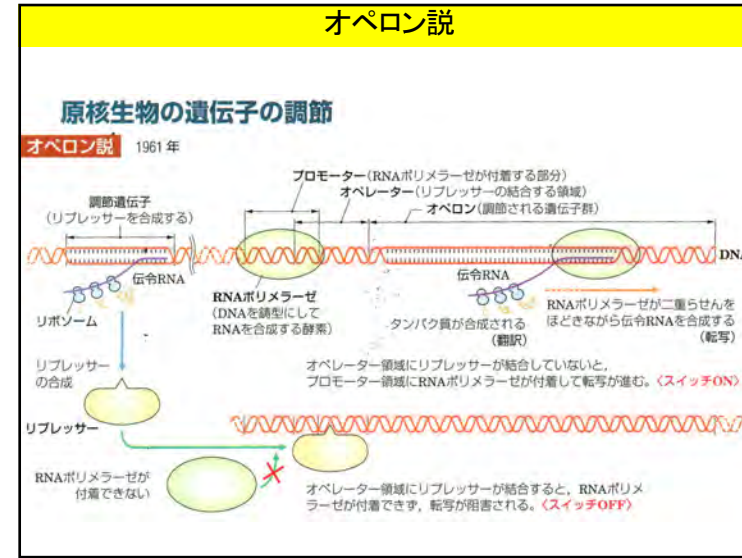 オペロン説
原核生物の遺伝子の調節
オペロン説 1961年
プロモーター(RNAポリメラーゼが付着する部分)
オペレーター(リプレッサーの結合する領域)
オペロン(調節される遺伝子群)
調節遺伝子
(リプレッサーを合成する)
DNA
伝令RNA
リボソーム
RNAポリメラーゼ
(DNAを鋳型にして
RNAを合成する酵素)
伝令RNA
タンパク質が合成される
(翻訳)
RNAポリメラーゼが二重らせんを
ほどきながら伝令RNAを合成する
(転写)
リプレッサー
の合成
オペレーター領域にリプレッサーが結合していないと,
プロモーター領域にRNAポリメラーゼが付着して転写が進む。〈スイッチON〉
リプレッサー
RNAポリメラーゼが
付着できない
オペレーター領域にリプレッサーが結合すると,RNAポリメ
ラーゼが付着できず,転写が阻害される。〈スイッチOFF〉